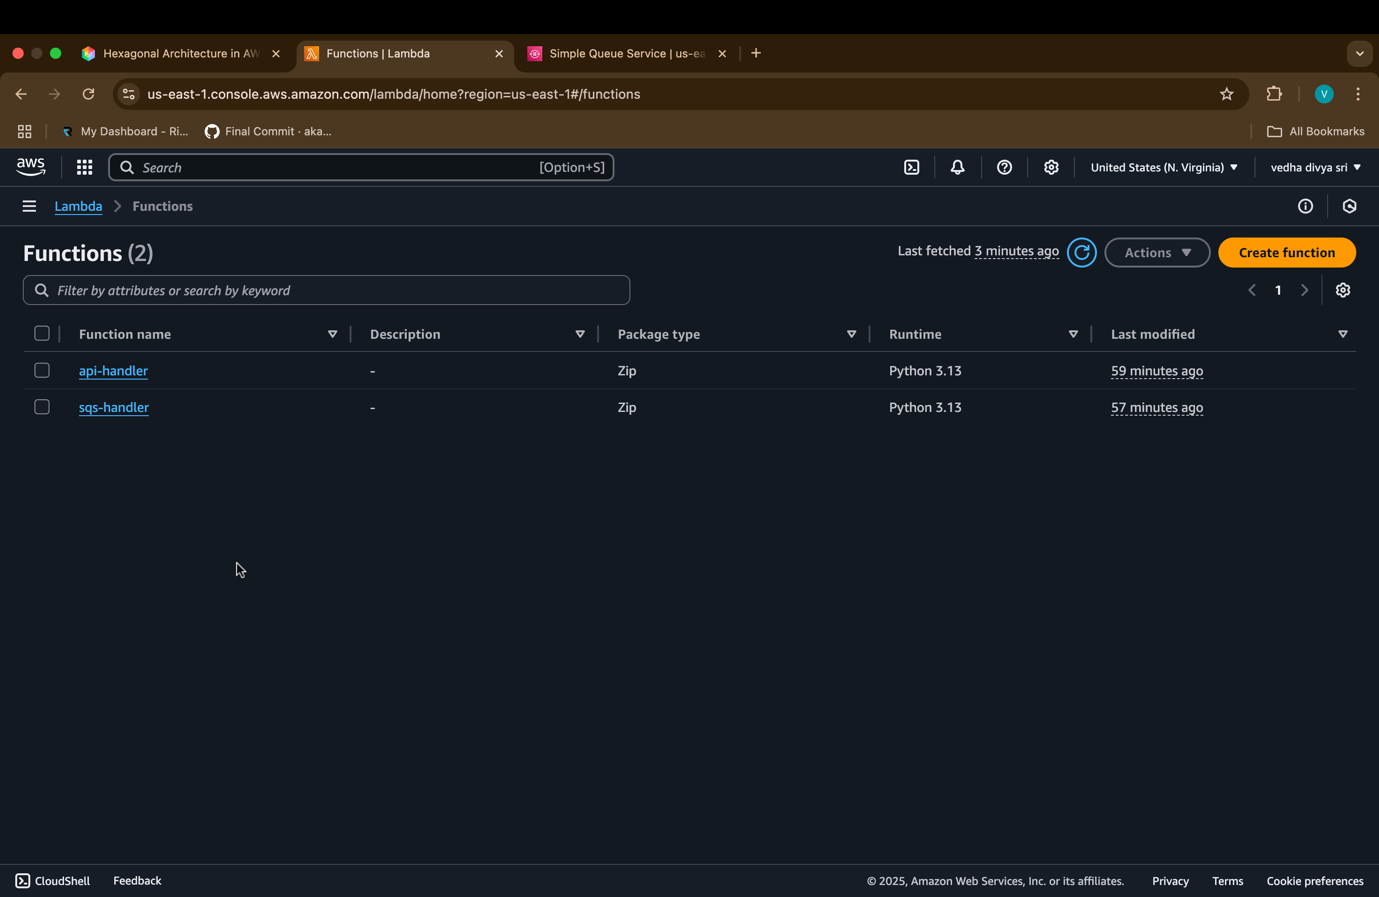 Hexagonal Architecture in AW
Functions | Lambda
Simple Queue Service | us-ea
us-east-1.console.aws.amazon.com/lambda/home?region=us-east-1#/functions
V
My Dashboard - Ri...
Final Commit · aka...
All Bookmarks
aws
Search
[Option+S]
United States (N. Virginia)
vedha divya sri
Lambda
Functions
Functions (2)
Last fetched 3 minutes ago
Actions
Create function
Filter by attributes or search by keyword
1
Function name
Description
Package type
Runtime
Last modified
api-handler
-
Zip
Python 3.13
59 minutes ago
sqs-handler
-
Zip
Python 3.13
57 minutes ago
CloudShell
Feedback
© 2025, Amazon Web Services, Inc. or its affiliates.
Privacy
Terms
Cookie preferences